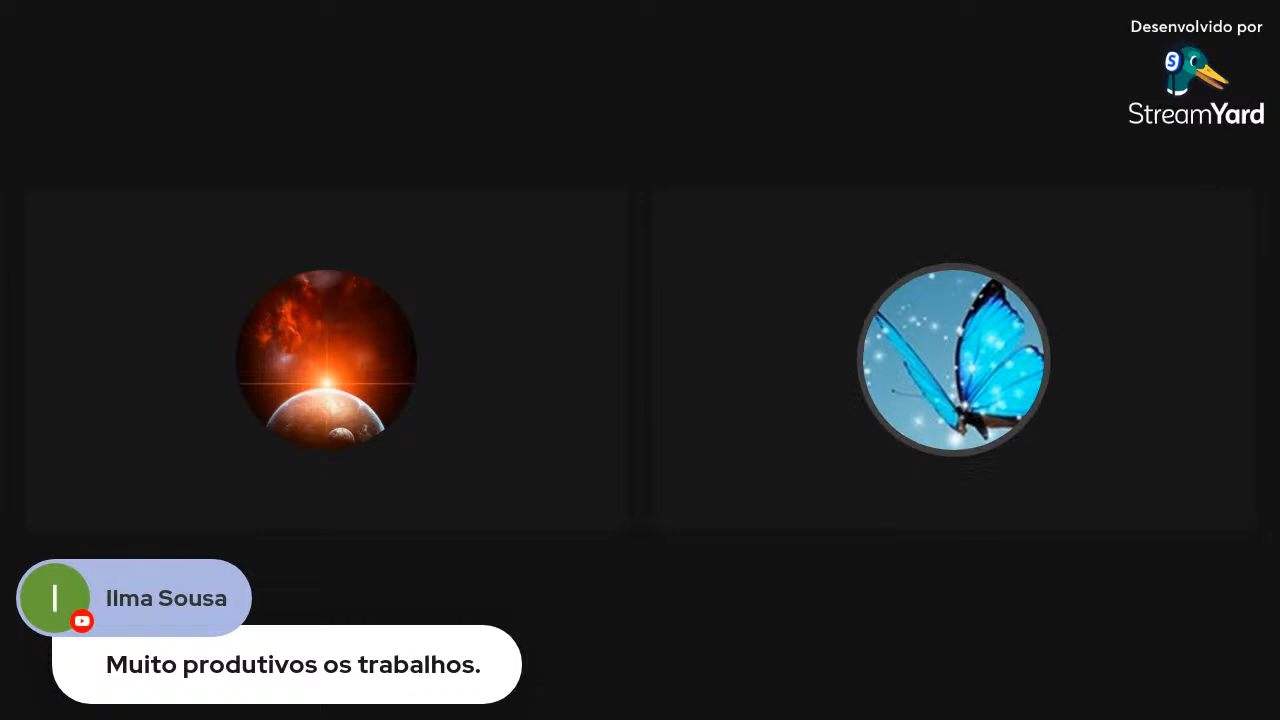 Desenvolvido por
S
StreamYard
I
Ilma Sousa
Muito produtivos os trabalhos.